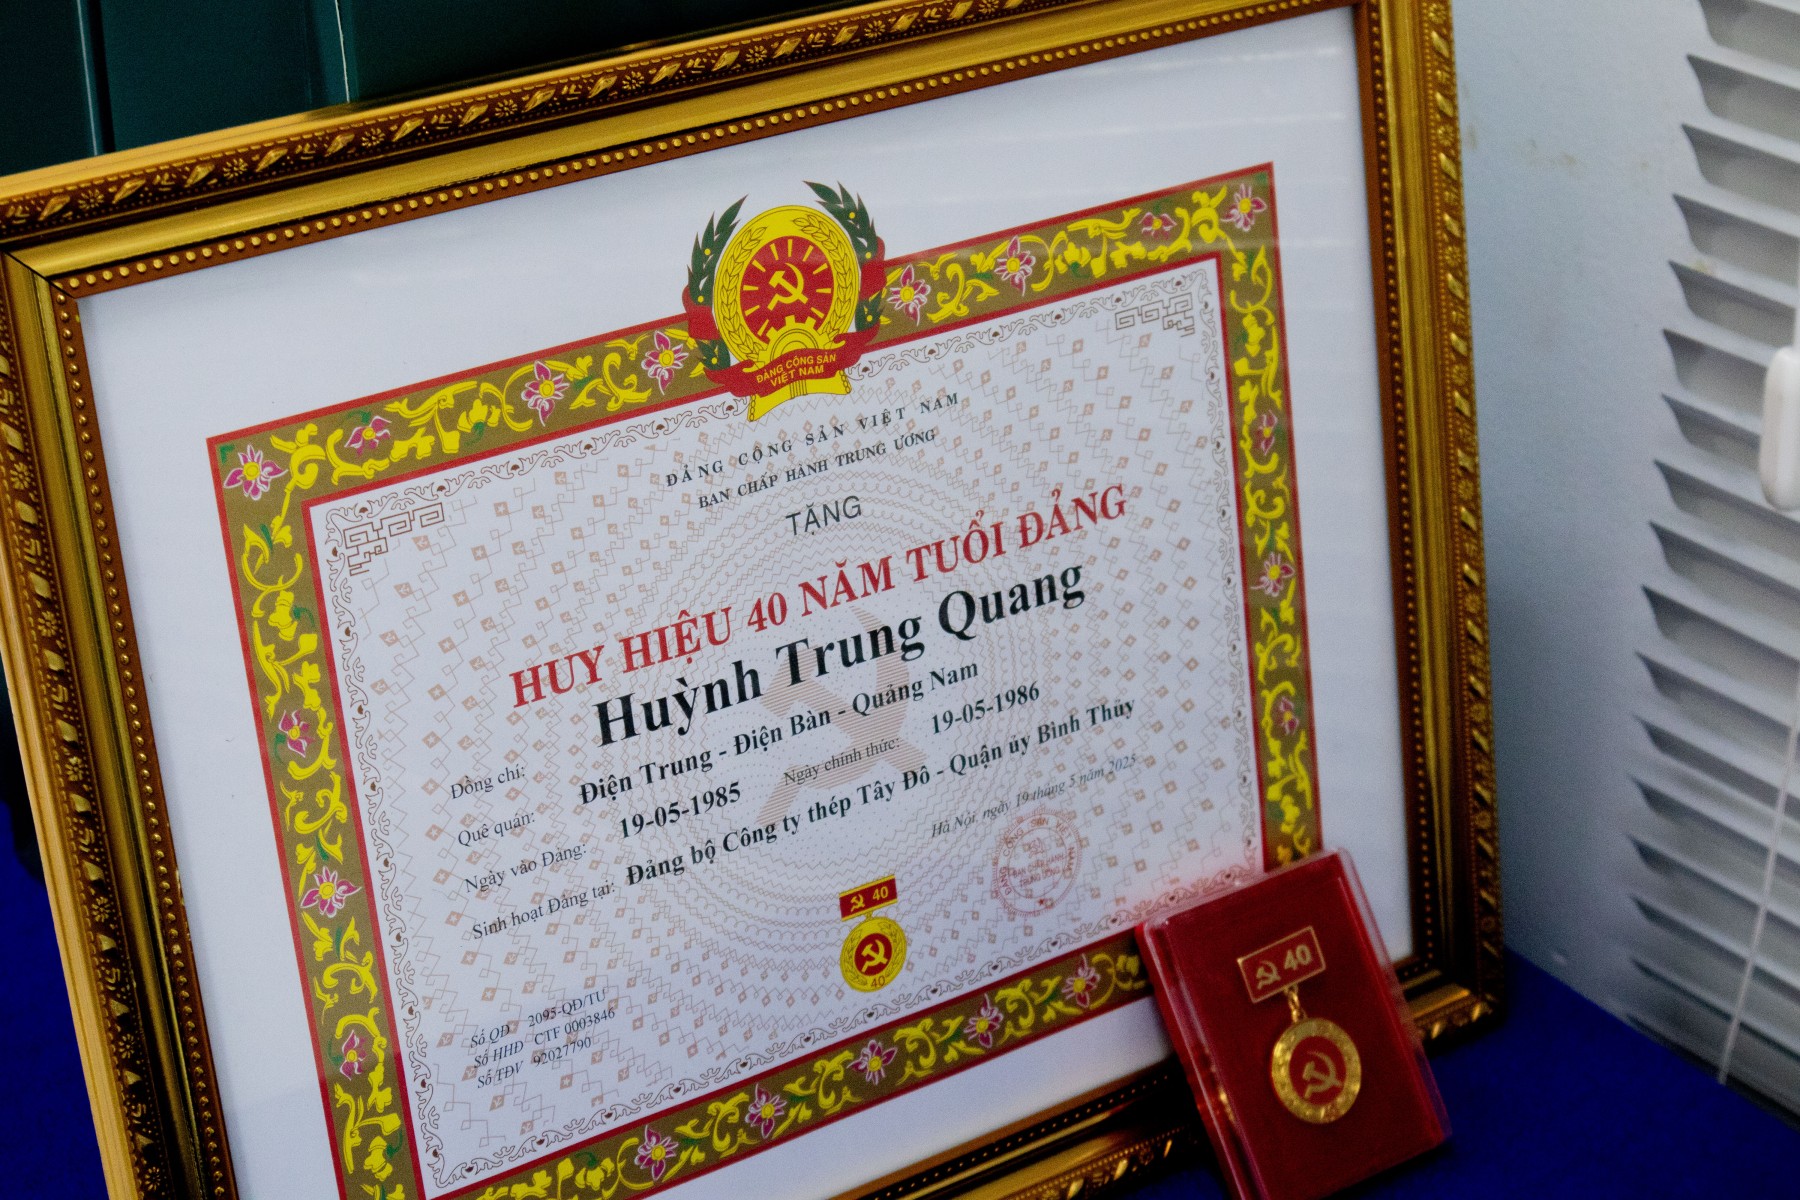 ĐẢNG CỘNG SẢN
VIỆT NAM
ĐẢNG CỘNG SẢN VIỆT NAM
BAN CHẤP HÀNH TRUNG ƯƠNG
TẶNG
HUY HIỆU 40 NĂM TUỔI ĐẢNG
Đồng chí: Huỳnh Trung Quang
Quê quán: Điện Trung - Điện Bàn - Quảng Nam
Ngày vào Đảng: 19-05-1985 Ngày chính thức: 19-05-1986
Sinh hoạt Đảng tại: Đảng bộ Công ty thép Tây Đô - Quận ủy Bình Thủy
Hà Nội, ngày 19 tháng 5 năm 2025
40
40
Số QĐ 2095-QĐ/TU
Số HHĐ CTF 0003846
Số TĐV 92027790
40